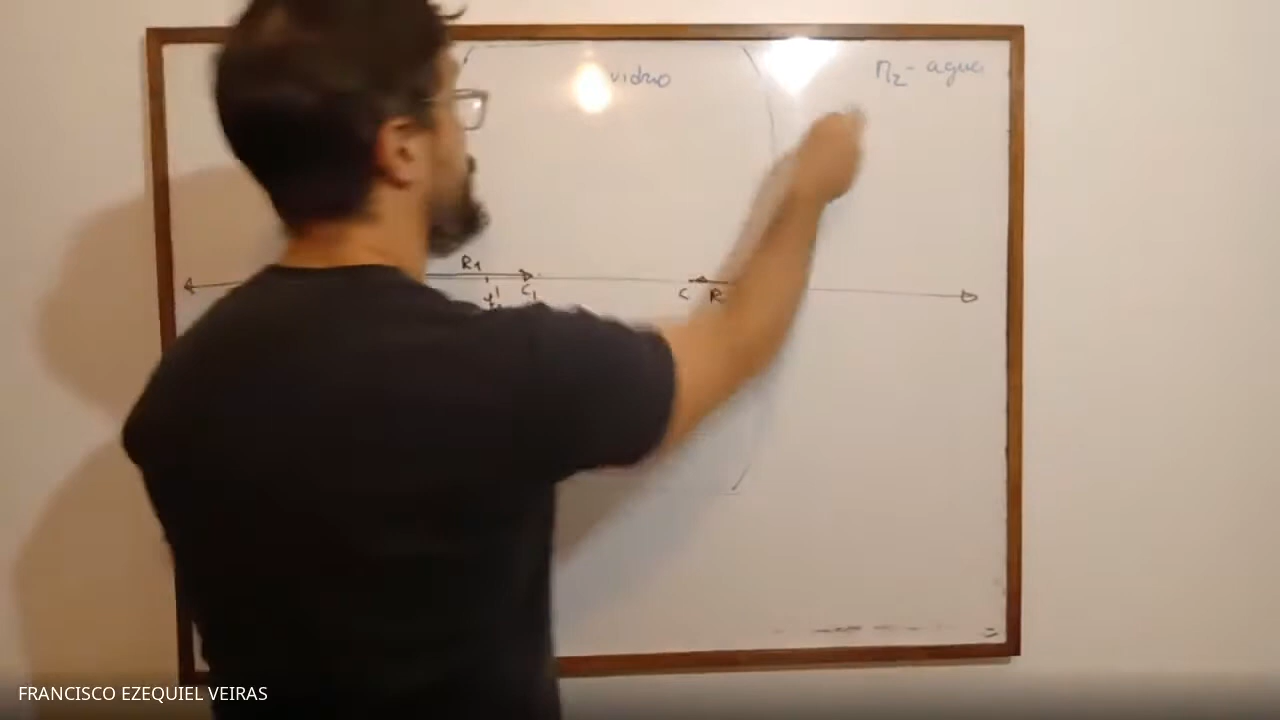 vidrio
n₂ - agua
R₁
C₁
C R
FRANCISCO EZEQUIEL VEIRAS